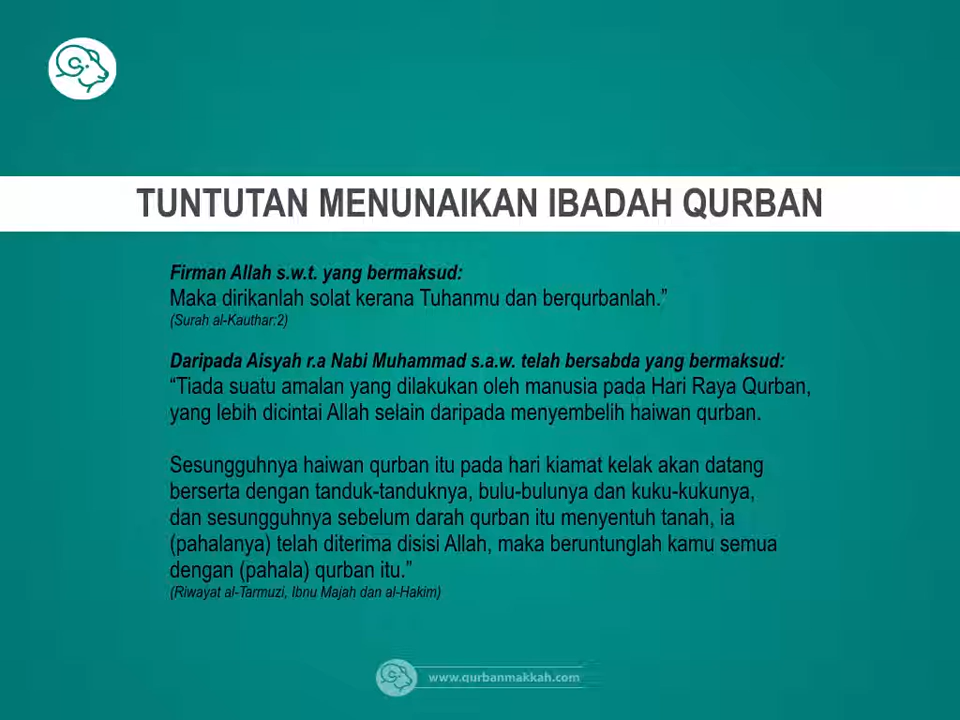 TUNTUTAN MENUNAIKAN IBADAH QURBAN
Firman Allah s.w.t. yang bermaksud:
Maka dirikanlah solat kerana Tuhanmu dan berqurbanlah.”
(Surah al-Kauthar:2)
Daripada Aisyah r.a Nabi Muhammad s.a.w. telah bersabda yang bermaksud:
“Tiada suatu amalan yang dilakukan oleh manusia pada Hari Raya Qurban,
yang lebih dicintai Allah selain daripada menyembelih haiwan qurban.
Sesungguhnya haiwan qurban itu pada hari kiamat kelak akan datang
berserta dengan tanduk-tanduknya, bulu-bulunya dan kuku-kukunya,
dan sesungguhnya sebelum darah qurban itu menyentuh tanah, ia
(pahalanya) telah diterima disisi Allah, maka beruntunglah kamu semua
dengan (pahala) qurban itu.”
(Riwayat al-Tarmuzi, Ibnu Majah dan al-Hakim)
www.qurbanmakkah.com